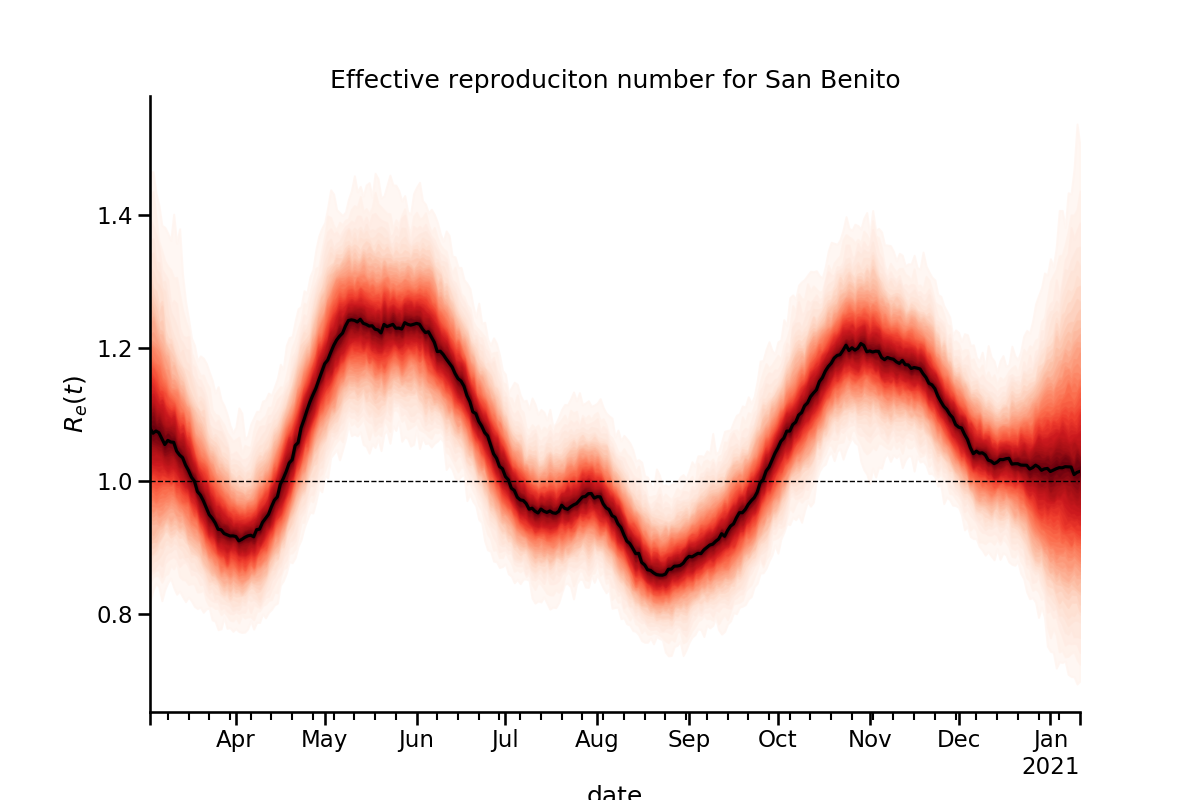 Effective reproduciton number for San Benito
R_e(t)
1.4
1.2
1.0
0.8
Apr May Jun Jul Aug Sep Oct Nov Dec Jan
2021
date